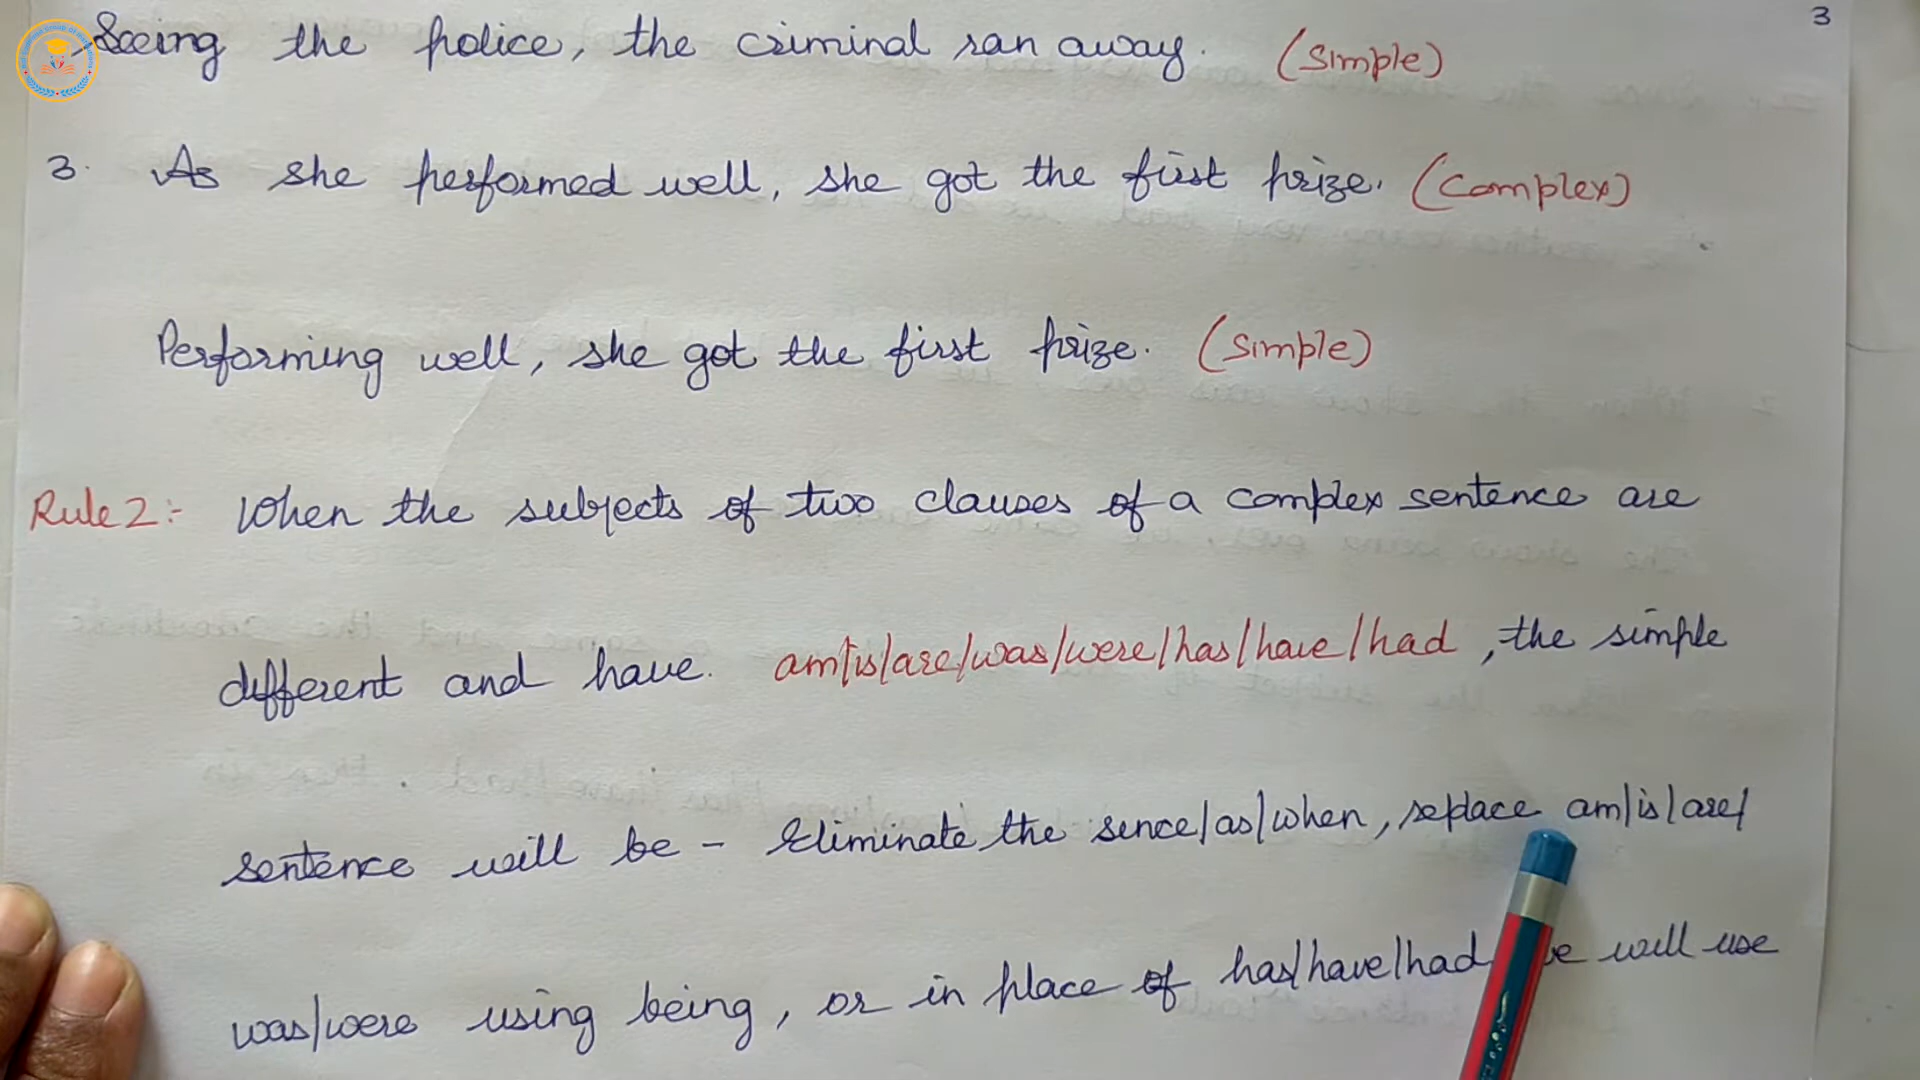 3
Seeing the police, the criminal ran away. (Simple)
3. As she performed well, she got the first prize. (Complex)
Performing well, she got the first prize. (Simple)
Rule 2:- When the subjects of two clauses of a complex sentence are
different and have. am/is/are/was/were/has/have/had, the simple
sentence will be - Eliminate the sence/as/when, replace am/is/are/
was/were using being, or in place of has/have/had will use